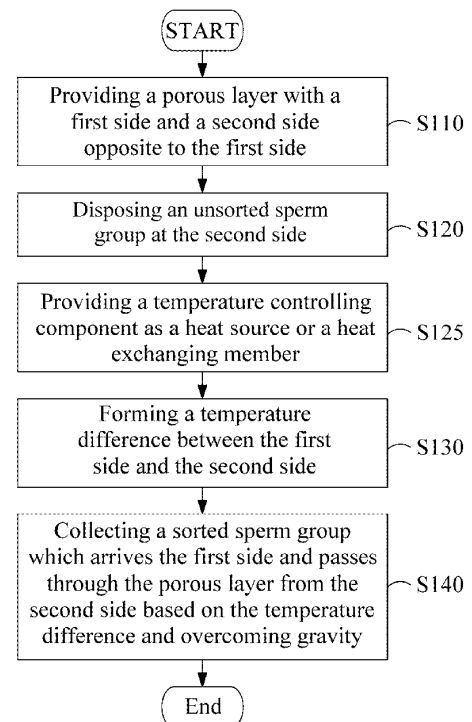 START
Providing a porous layer with a
first side and a second side
opposite to the first side
S110
Disposing an unsorted sperm
group at the second side
S120
Providing a temperature controlling
component as a heat source or a heat
exchanging member
S125
Forming a temperature
difference between the first
side and the second side
S130
Collecting a sorted sperm group
which arrives the first side and passes
through the porous layer from the
second side based on the temperature
difference and overcoming gravity
S140
End